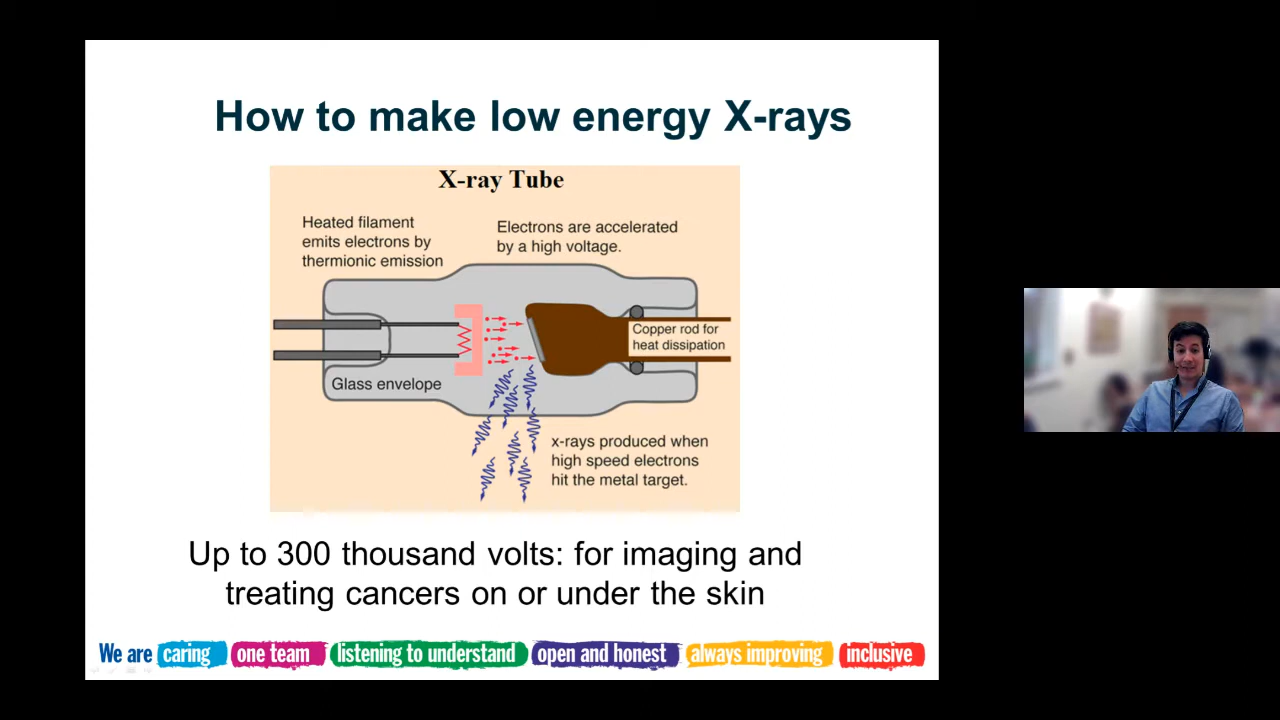 How to make low energy X-rays
X-ray Tube
Heated filament
emits electrons by
thermionic emission
Electrons are accelerated
by a high voltage.
Copper rod for
heat dissipation
Glass envelope
x-rays produced when
high speed electrons
hit the metal target.
Up to 300 thousand volts: for imaging and
treating cancers on or under the skin
We are caring one team listening to understand open and honest always improving inclusive